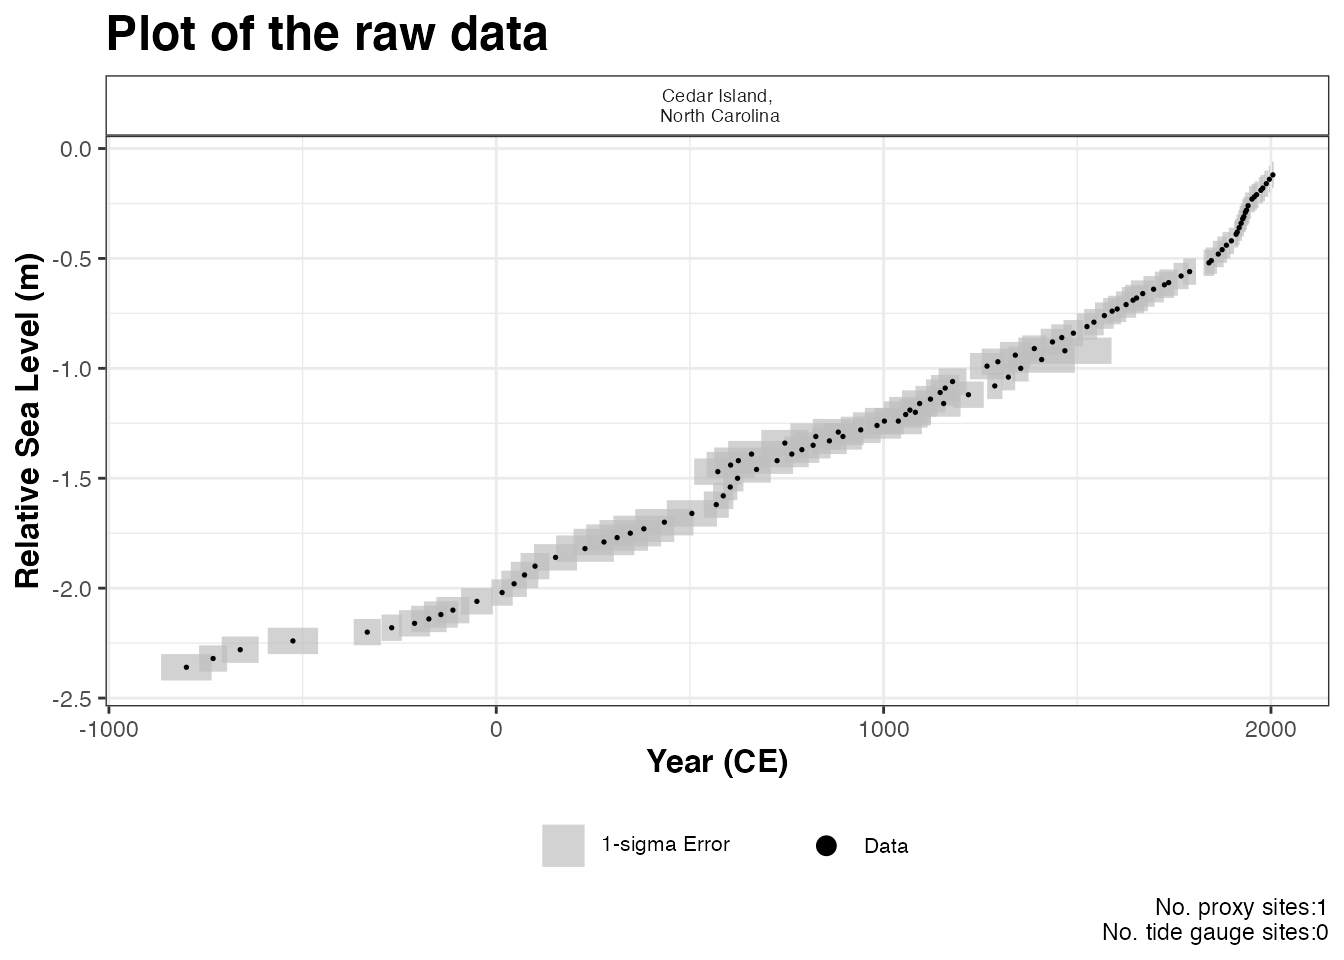 Plot of the raw data
Cedar Island,
North Carolina
0.0
-0.5
-1.0
-1.5
-2.0
-2.5
Relative Sea Level (m)
-1000 0 1000 2000
Year (CE)
1-sigma Error Data
No. proxy sites:1
No. tide gauge sites:0